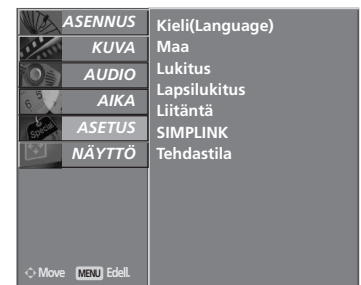 ASENNUS
KUVA
AUDIO
AIKA
ASETUS
NÄYTTÖ
Kieli(Language)
Maa
Lukitus
Lapsilukitus
Liitäntä
SIMPLINK
Tehdastila
Move MENU Edell.